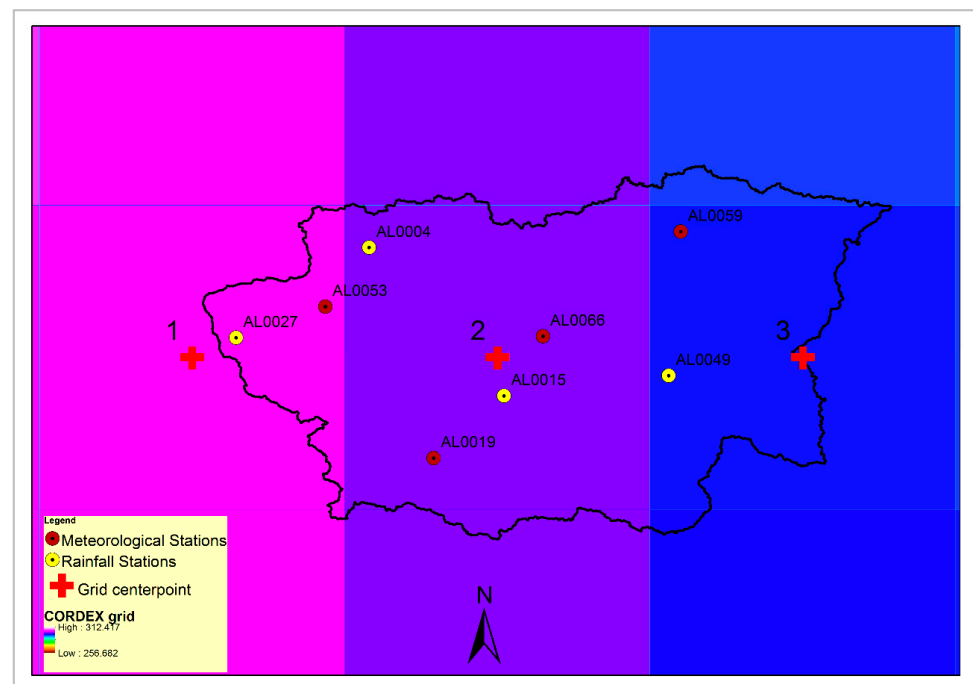 AL0059
AL0004
AL0053
1
AL0027
2
AL0066
3
AL0049
AL0015
AL0019
Legend
Meteorological Stations
Rainfall Stations
Grid centerpoint
CORDEX grid
High : 312.417
Low : 256.682
N